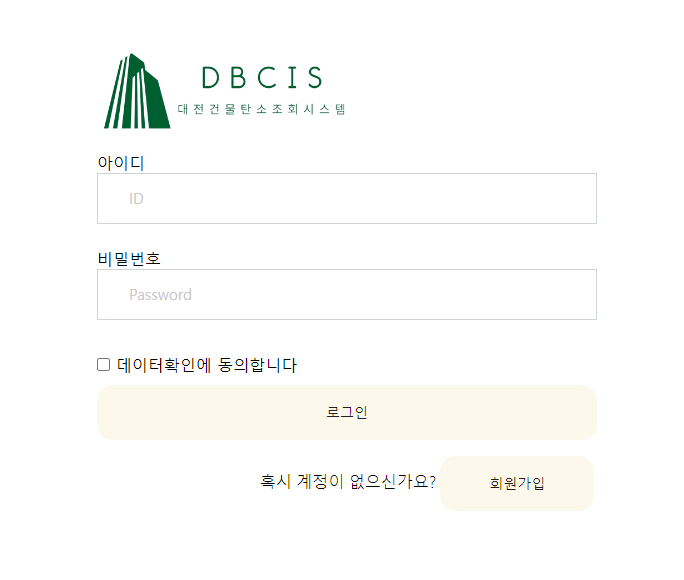 DBCIS
대전건물탄소조회시스템
아이디
ID
비밀번호
Password
데이터확인에 동의합니다
로그인
혹시 계정이 없으신가요? 회원가입